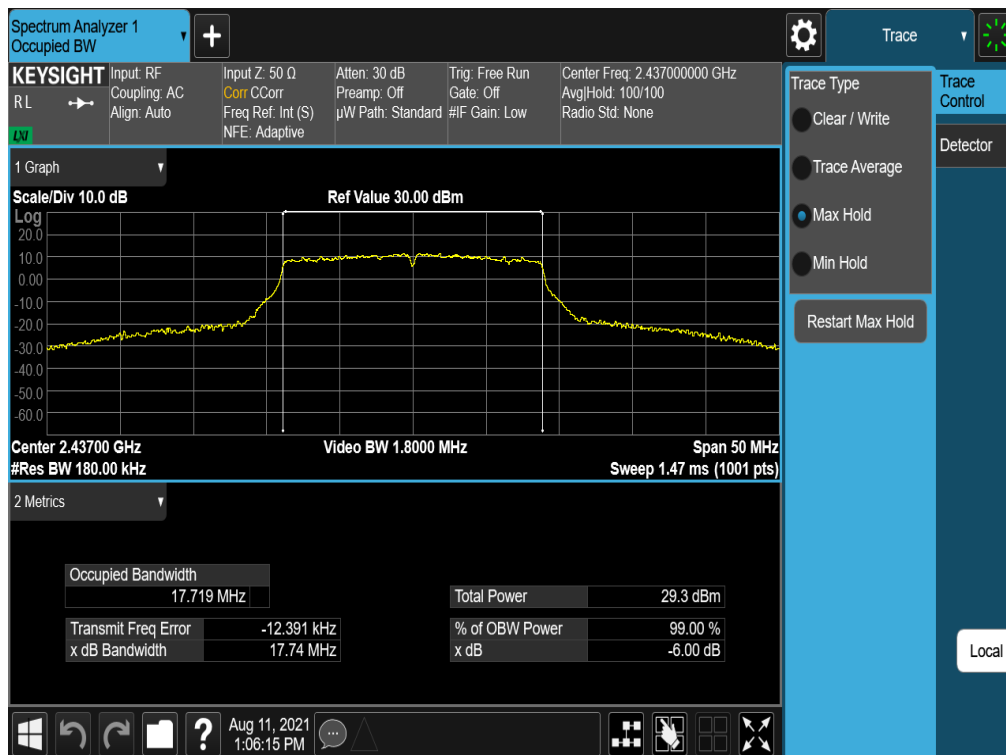 Spectrum Analyzer 1
Occupied BW
Trace
KEYSIGHT
RL
LXI
Input: RF
Coupling: AC
Align: Auto
Input Z: 50 Ω
Corr CCorr
Freq Ref: Int (S)
NFE: Adaptive
Atten: 30 dB
Preamp: Off
µW Path: Standard
Trig: Free Run
Gate: Off
#IF Gain: Low
Center Freq: 2.437000000 GHz
Avg|Hold: 100/100
Radio Std: None
Trace Type
Clear / Write
Trace Average
Max Hold
Min Hold
Restart Max Hold
Trace Control
Detector
1 Graph
Scale/Div 10.0 dB
Ref Value 30.00 dBm
Log
20.0
10.0
0.00
-10.0
-20.0
-30.0
-40.0
-50.0
-60.0
Center 2.43700 GHz
Video BW 1.8000 MHz
Span 50 MHz
#Res BW 180.00 kHz
Sweep 1.47 ms (1001 pts)
2 Metrics
Occupied Bandwidth
17.719 MHz
Total Power 29.3 dBm
Transmit Freq Error -12.391 kHz
% of OBW Power 99.00 %
x dB Bandwidth 17.74 MHz
x dB -6.00 dB
Local
?
Aug 11, 2021
1:06:15 PM